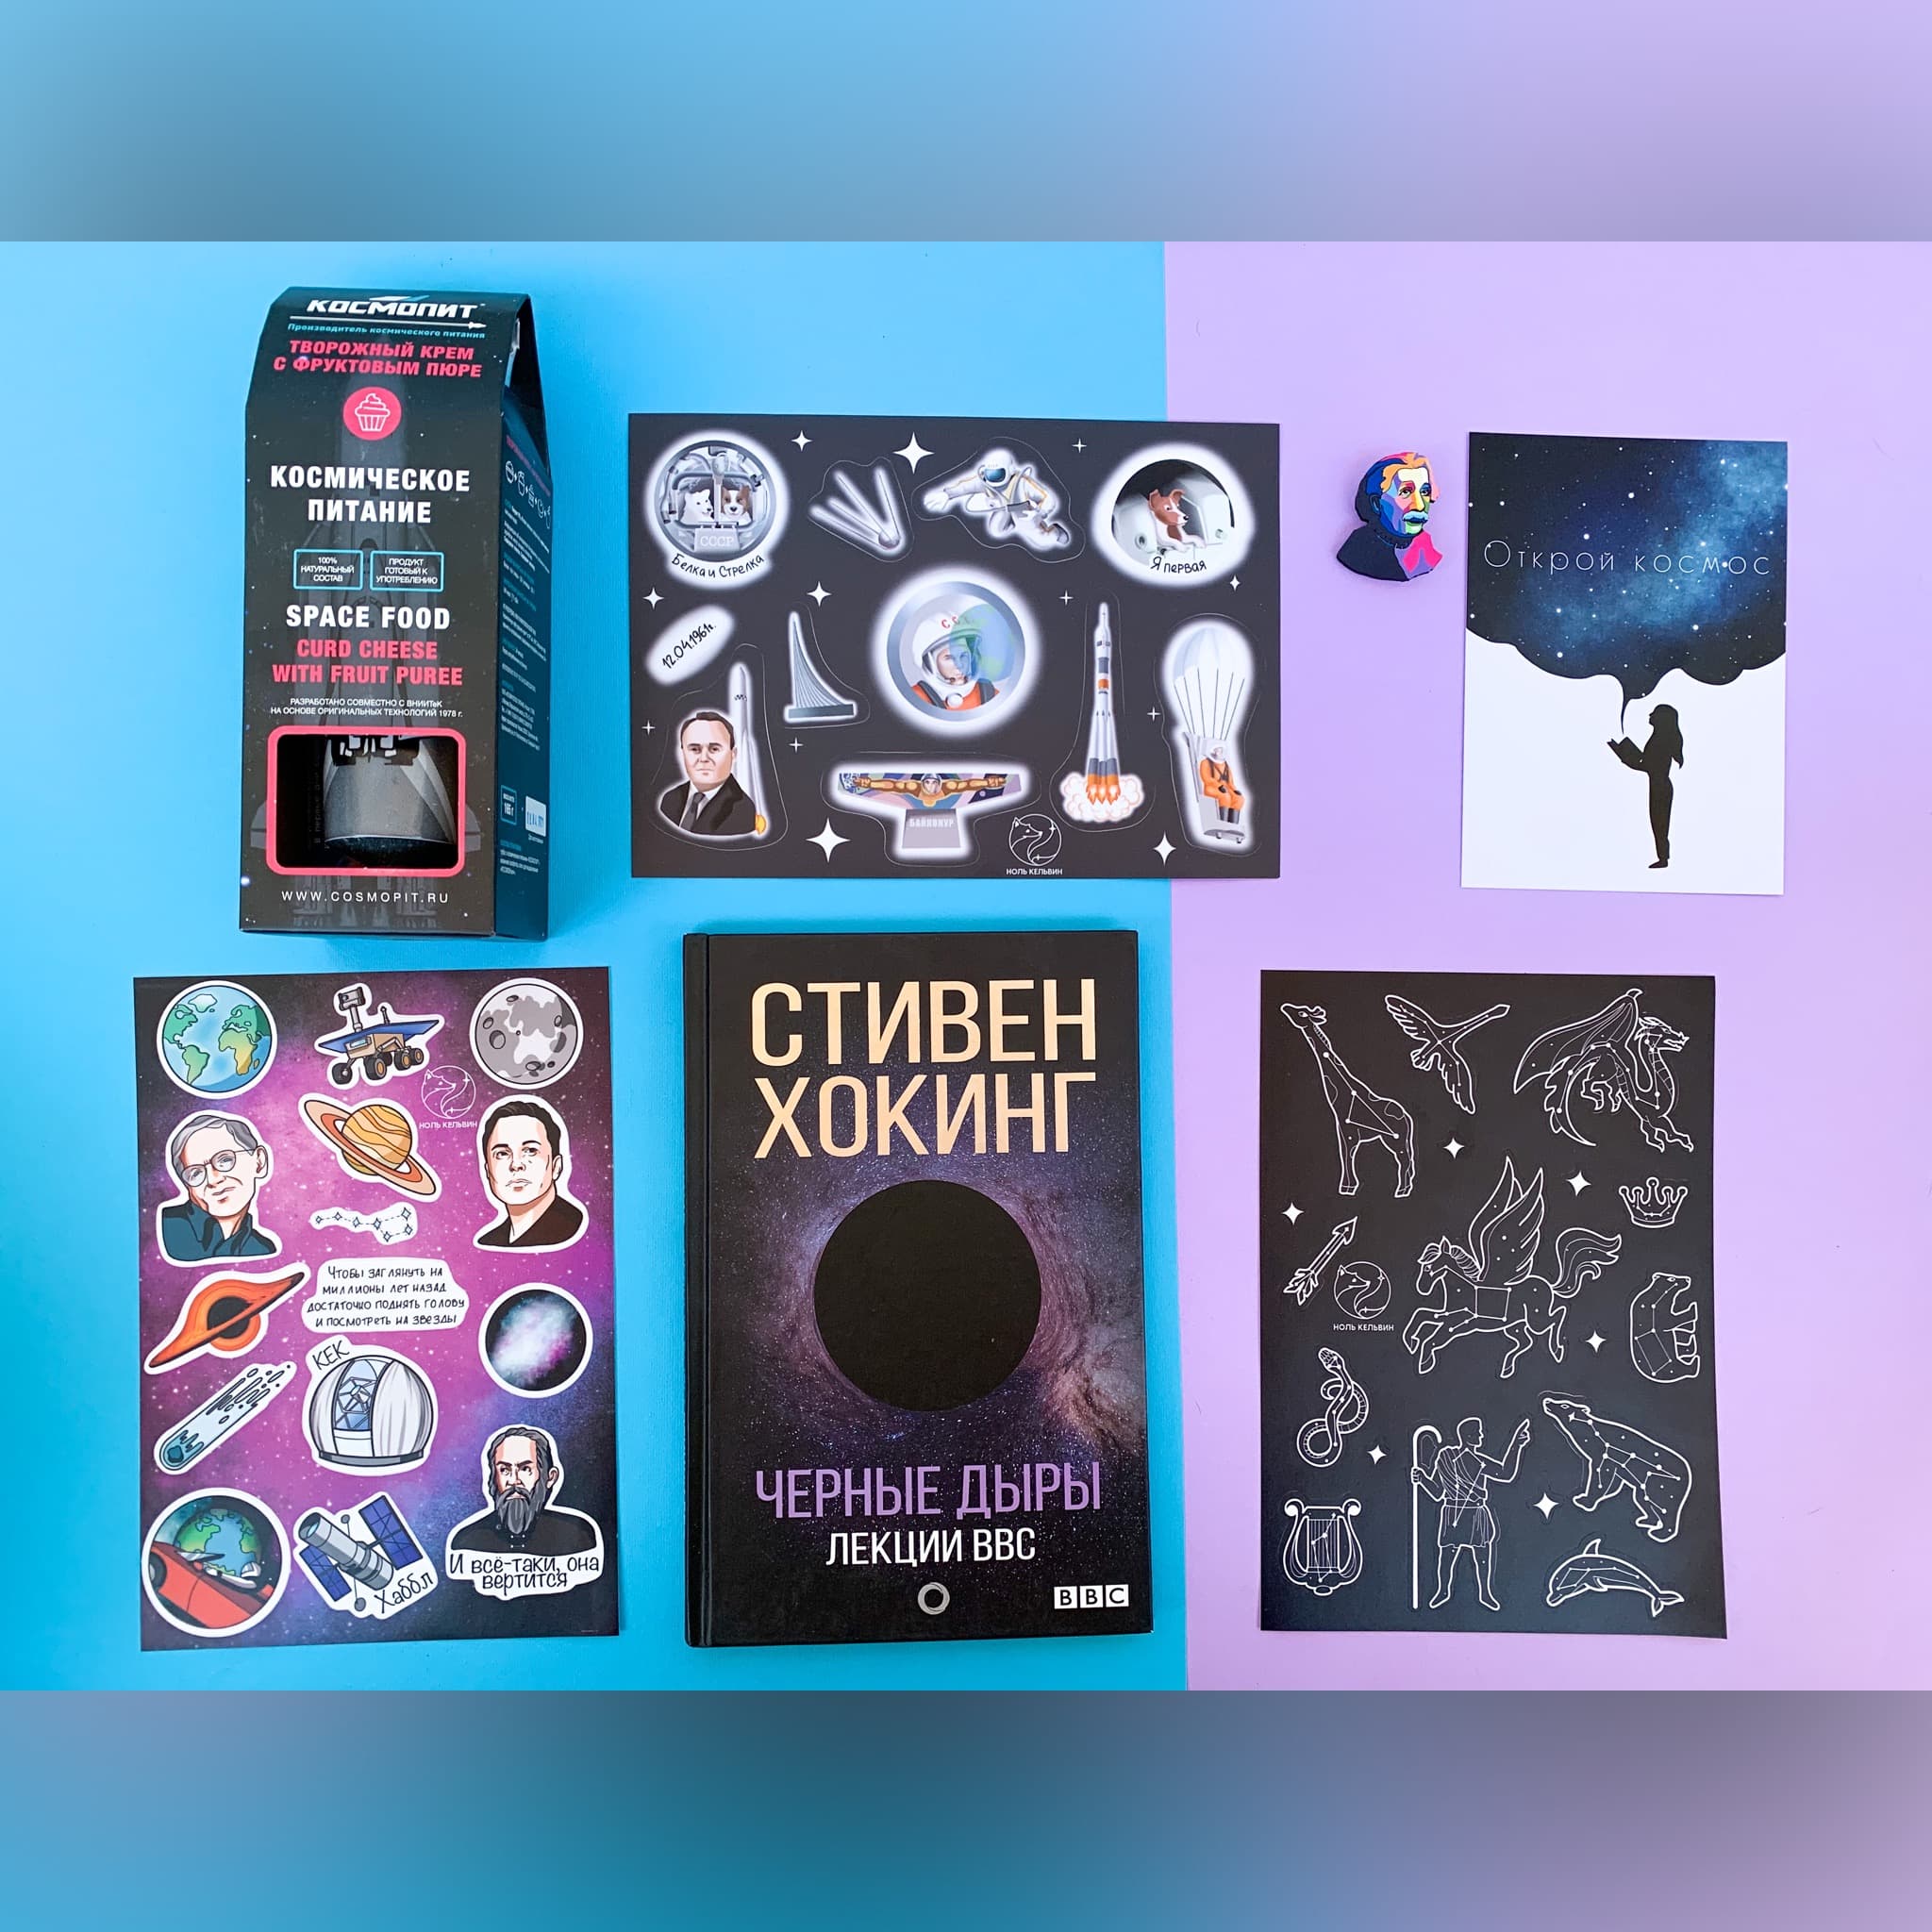 КОСМОПИТ
Производитель космического питания
ТВОРОЖНЫЙ КРЕМ
С ФРУКТОВЫМ ПЮРЕ
КОСМИЧЕСКОЕ
ПИТАНИЕ
100%
НАТУРАЛЬНЫЙ
СОСТАВ
ПРОДУКТ
ГОТОВЫЙ К
УПОТРЕБЛЕНИЮ
SPACE FOOD
CURD CHEESE
WITH FRUIT PUREE
РАЗРАБОТАНО СОВМЕСТНО С ВНИИТеК
НА ОСНОВЕ ОРИГИНАЛЬНЫХ ТЕХНОЛОГИЙ 1978 г.
WWW.COSMOPIT.RU
СССР
Белка и Стрелка
Я первая
12.04.1961г.
БАЙКОНУР
НОЛЬ КЕЛЬВИН
Открой космос
НОЛЬ КЕЛЬВИН
Чтобы заглянуть на
миллионы лет назад
достаточно поднять голову
и посмотреть на звезды
КЕК
Хаббл
И всё-таки, она
вертится
СТИВЕН
ХОКИНГ
ЧЕРНЫЕ ДЫРЫ
ЛЕКЦИИ BBC
BBC
НОЛЬ КЕЛЬВИН